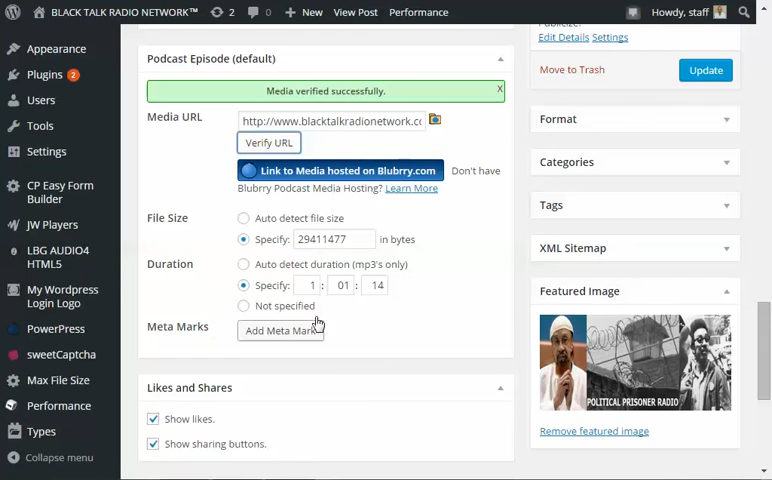 BLACK TALK RADIO NETWORK™ 2 0 New View Post Performance Howdy, staff
Appearance
Plugins 2
Users
Tools
Settings
CP Easy Form
Builder
JW Players
LBG AUDIO4
HTML5
My Wordpress
Login Logo
PowerPress
sweetCaptcha
Max File Size
Performance
Types
Collapse menu
Podcast Episode (default)
Media verified successfully. X
Media URL http://www.blacktalkradionetwork.cc
Verify URL
Link to Media hosted on Blubrry.com Don't have
Blubrry Podcast Media Hosting? Learn More
File Size Auto detect file size
Specify: 29411477 in bytes
Duration Auto detect duration (mp3's only)
Specify: 1 : 01 : 14
Not specified
Meta Marks Add Meta Mark
Likes and Shares
Show likes.
Show sharing buttons.
Publicize:
Edit Details Settings
Move to Trash Update
Format
Categories
Tags
XML Sitemap
Featured Image
POLITICAL PRISONER RADIO
Remove featured image